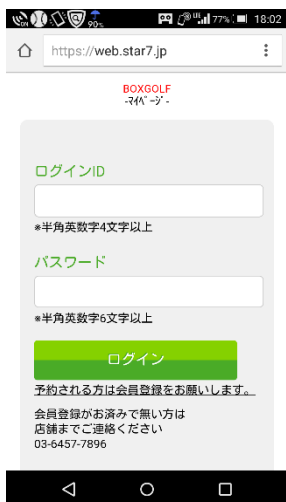 90%
77%
18:02
https://web.star7.jp
BOXGOLF
-ﾏｲﾍﾟｰｼﾞ-
ログインID
※半角英数字4文字以上
パスワード
※半角英数字6文字以上
ログイン
予約される方は会員登録をお願いします。
会員登録がお済みで無い方は
店舗までご連絡ください
03-6457-7896